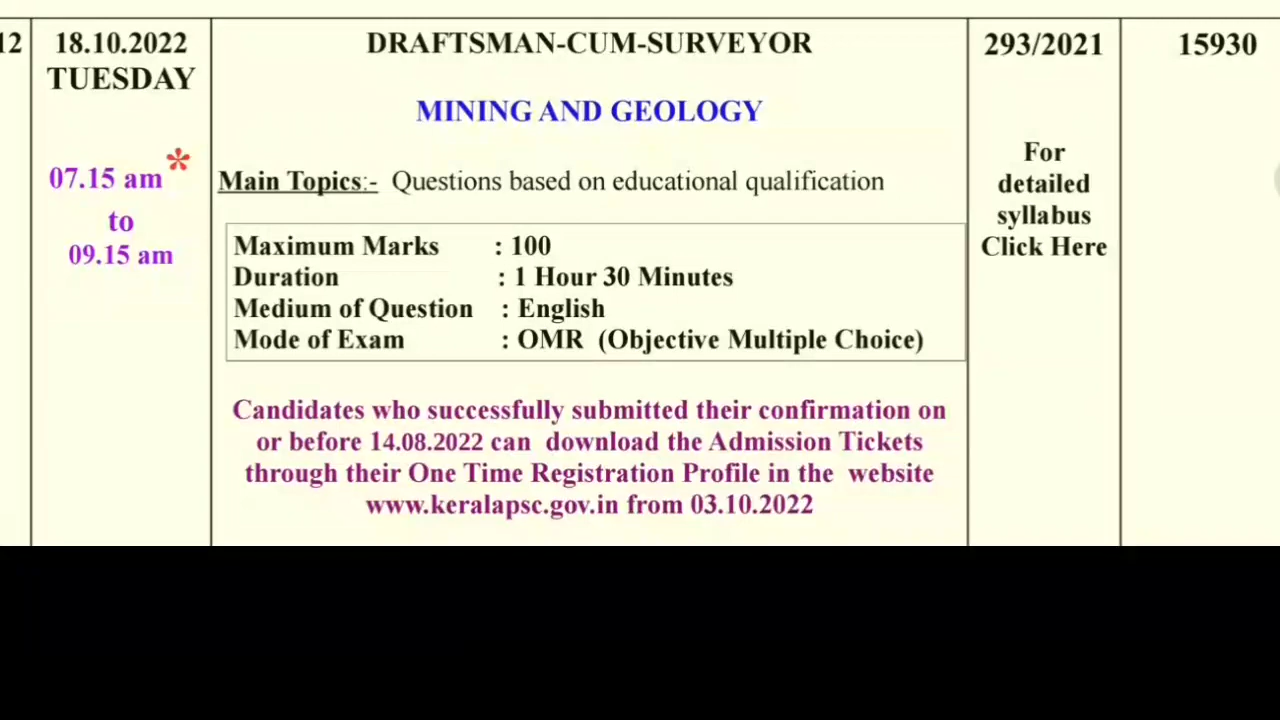 12
18.10.2022
TUESDAY
07.15 am*
to
09.15 am
DRAFTSMAN-CUM-SURVEYOR
MINING AND GEOLOGY
Main Topics:- Questions based on educational qualification
Maximum Marks : 100
Duration : 1 Hour 30 Minutes
Medium of Question : English
Mode of Exam : OMR (Objective Multiple Choice)
Candidates who successfully submitted their confirmation on
or before 14.08.2022 can download the Admission Tickets
through their One Time Registration Profile in the website
www.keralapsc.gov.in from 03.10.2022
293/2021
For
detailed
syllabus
Click Here
15930